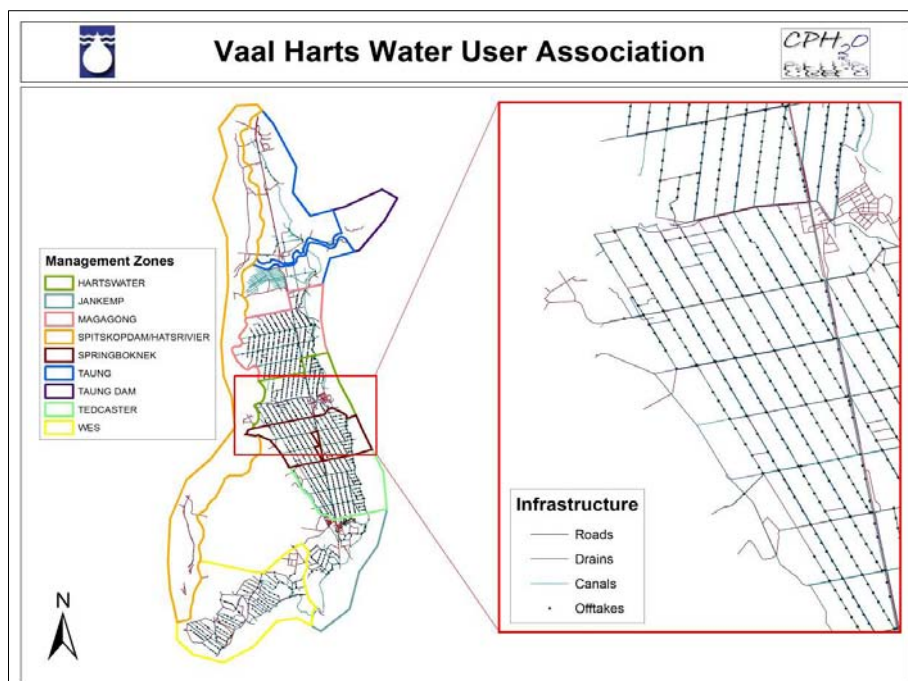 Vaal Harts Water User Association
CPH2O
Management Zones
HARTSWATER
JANKEMP
MAGAGONG
SPITSKOPDAM/HATSRIVIER
SPRINGBOKNEK
TAUNG
TAUNG DAM
TEDCASTER
WES
N
Infrastructure
Roads
Drains
Canals
Offtakes